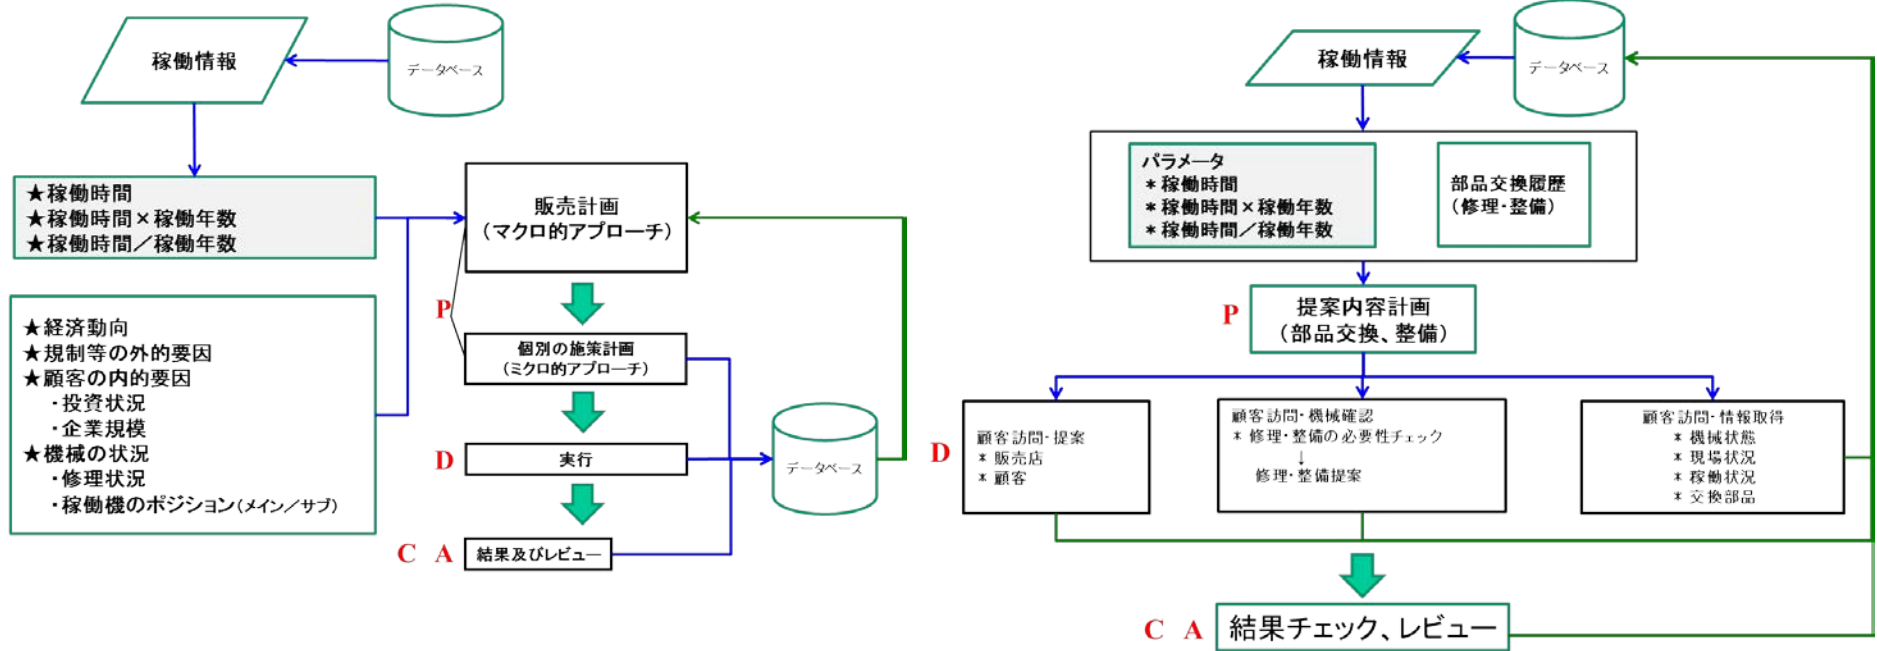 稼働情報
データベース
★稼働時間
★稼働時間×稼働年数
★稼働時間／稼働年数
★経済動向
★規制等の外的要因
★顧客の内的要因
・投資状況
・企業規模
★機械の状況
・修理状況
・稼働機のポジション(メイン／サブ)
販売計画
(マクロ的アプローチ)
P
個別の施策計画
(ミクロ的アプローチ)
D
実行
データベース
C A
結果及びレビュー
稼働情報
データベース
パラメータ
＊稼働時間
＊稼働時間×稼働年数
＊稼働時間／稼働年数
部品交換履歴
(修理・整備)
P
提案内容計画
(部品交換、整備)
D
顧客訪問・提案
＊ 販売店
＊ 顧客
顧客訪問・機械確認
＊ 修理・整備の必要性チェック
↓
修理・整備提案
顧客訪問・情報取得
＊ 機械状態
＊ 現場状況
＊ 稼働状況
＊ 交換部品
C A
結果チェック、レビュー